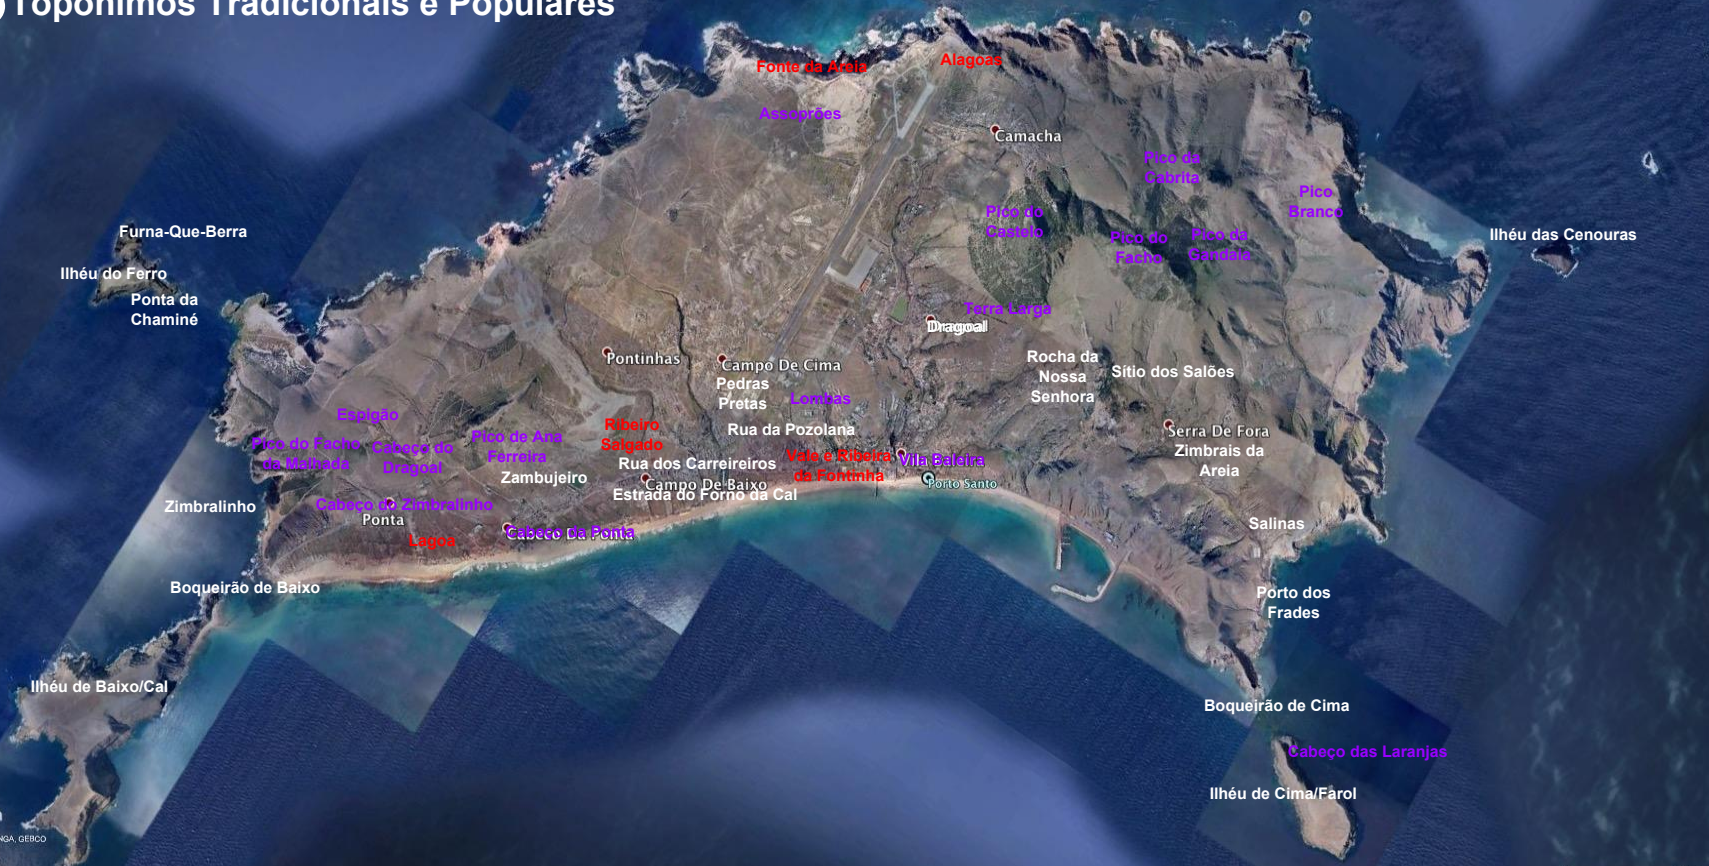 Topónimos Tradicionais e Populares
Fonte da Areia
Alagoas
Assoprões
Camacha
Pico da
Cabrita
Pico
Branco
Pico do
Castelo
Furna-Que-Berra
Pico do
Facho
Pico da
Gandaia
Ilhéu das Cenouras
Ilhéu do Ferro
Ponta da
Chaminé
Terra Larga
Dragoal
Pontinhas
Campo De Cima
Rocha da
Nossa
Senhora
Sítio dos Salões
Pedras
Pretas
Lombas
Espigão
Ribeiro
Salgado
Rua da Pozolana
Serra De Fora
Pico do Facho
da Malhada
Cabeço do
Dragoal
Pico de Ana
Ferreira
Zimbrais da
Areia
Vale e Ribeira
da Fontinha
Vila Baleira
Rua dos Carreireiros
Zambujeiro
Campo De Baixo
Porto Santo
Estrada do Forno da Cal
Zimbralinho
Cabeço do Zimbralinho
Ponta
Salinas
Lagoa
Cabeço da Ponta
Boqueirão de Baixo
Porto dos
Frades
Ilhéu de Baixo/Cal
Boqueirão de Cima
Cabeço das Laranjas
Ilhéu de Cima/Farol
NGA, GEBCO